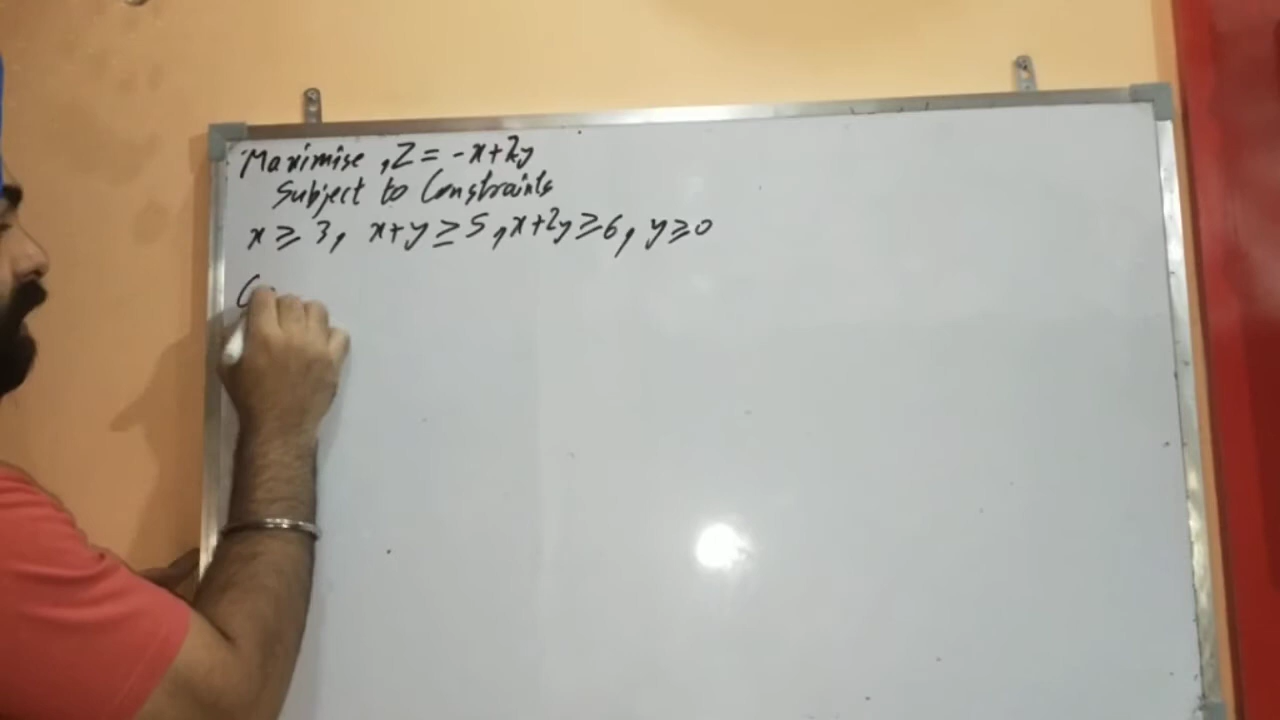 Maximise, Z = -x+2y
Subject to Constraints
x ≥ 3, x+y ≥ 5, x+2y ≥ 6, y ≥ 0